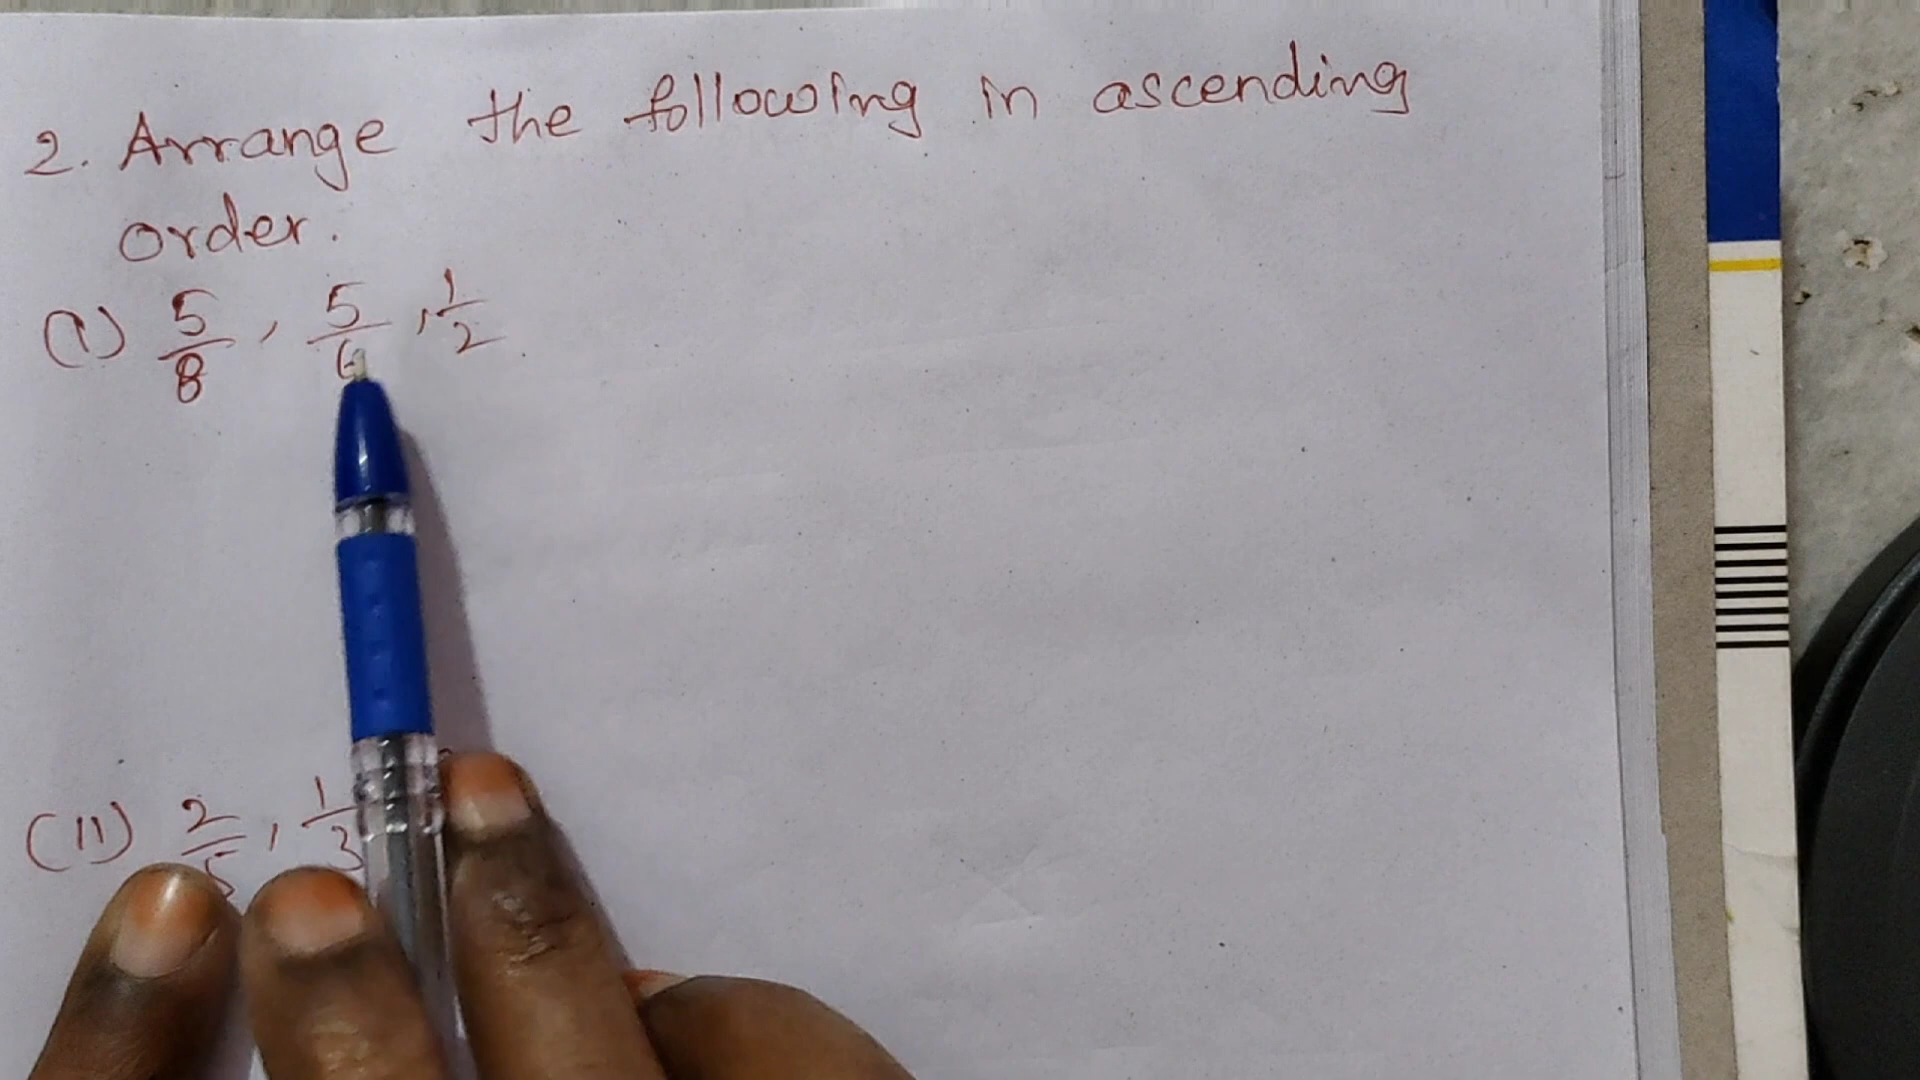 2. Arrange the following in ascending
order.
(i) 5/8, 5/6, 1/2
(ii) 2/5, 1/3